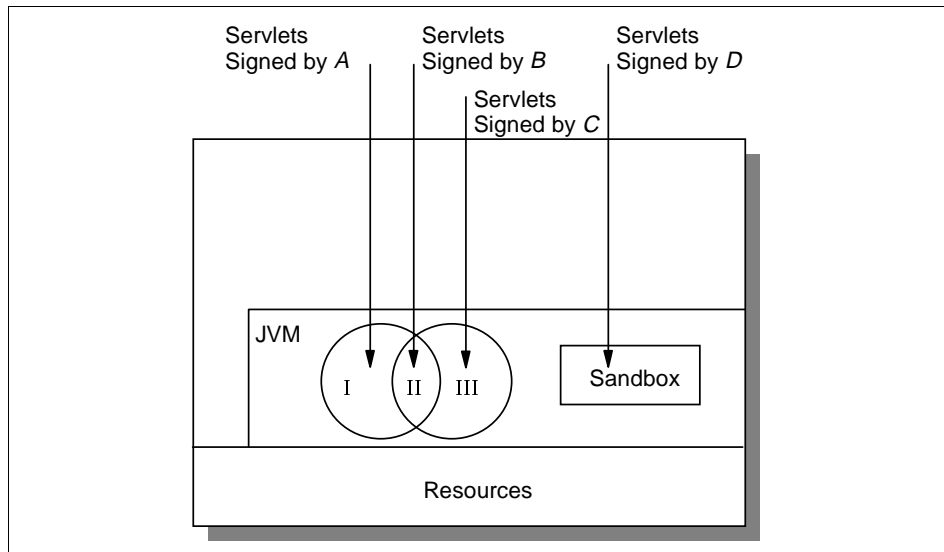 Servlets
Signed by A
Servlets
Signed by B
Servlets
Signed by D
Servlets
Signed by C
JVM
I
II
III
Sandbox
Resources